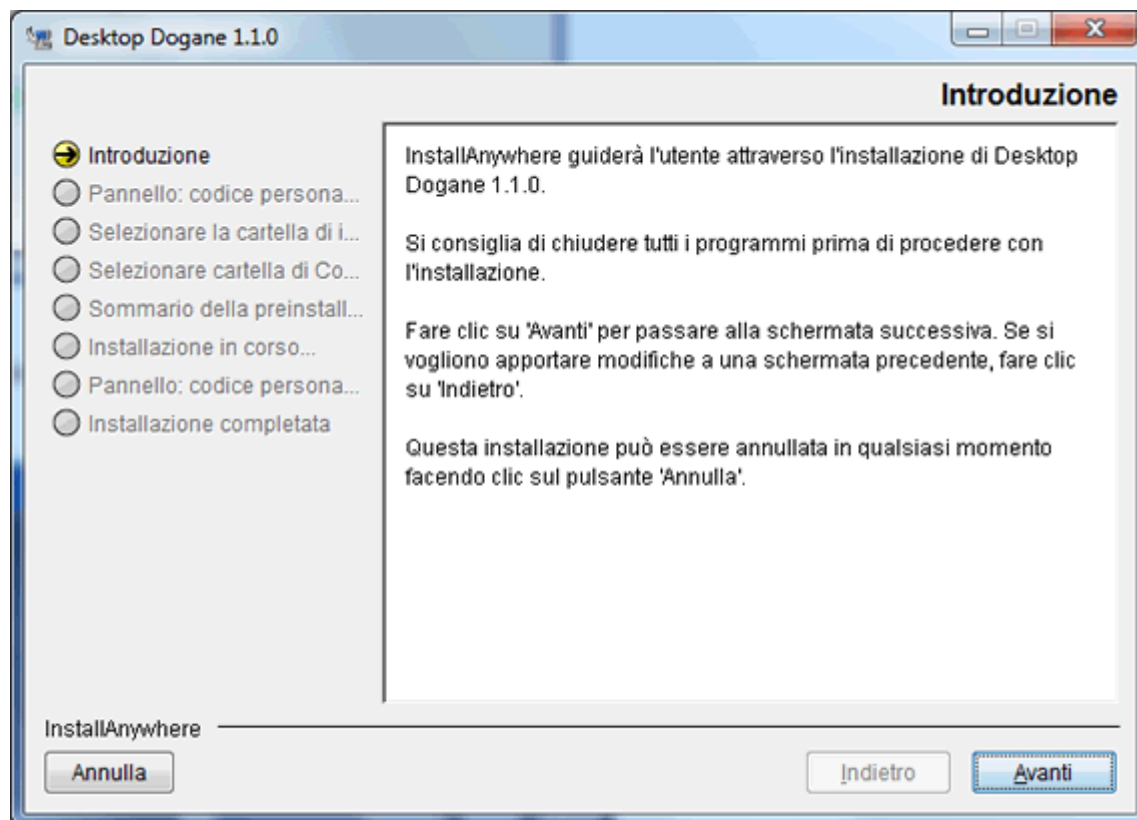 Desktop Dogane 1.1.0
Introduzione
Introduzione
Pannello: codice persona...
Selezionare la cartella di i...
Selezionare cartella di Co...
Sommario della preinstall...
Installazione in corso...
Pannello: codice persona...
Installazione completata
InstallAnywhere guiderà l'utente attraverso l'installazione di Desktop
Dogane 1.1.0.
Si consiglia di chiudere tutti i programmi prima di procedere con
l'installazione.
Fare clic su 'Avanti' per passare alla schermata successiva. Se si
vogliono apportare modifiche a una schermata precedente, fare clic
su 'Indietro'.
Questa installazione può essere annullata in qualsiasi momento
facendo clic sul pulsante 'Annulla'.
InstallAnywhere
Annulla
Indietro
Avanti